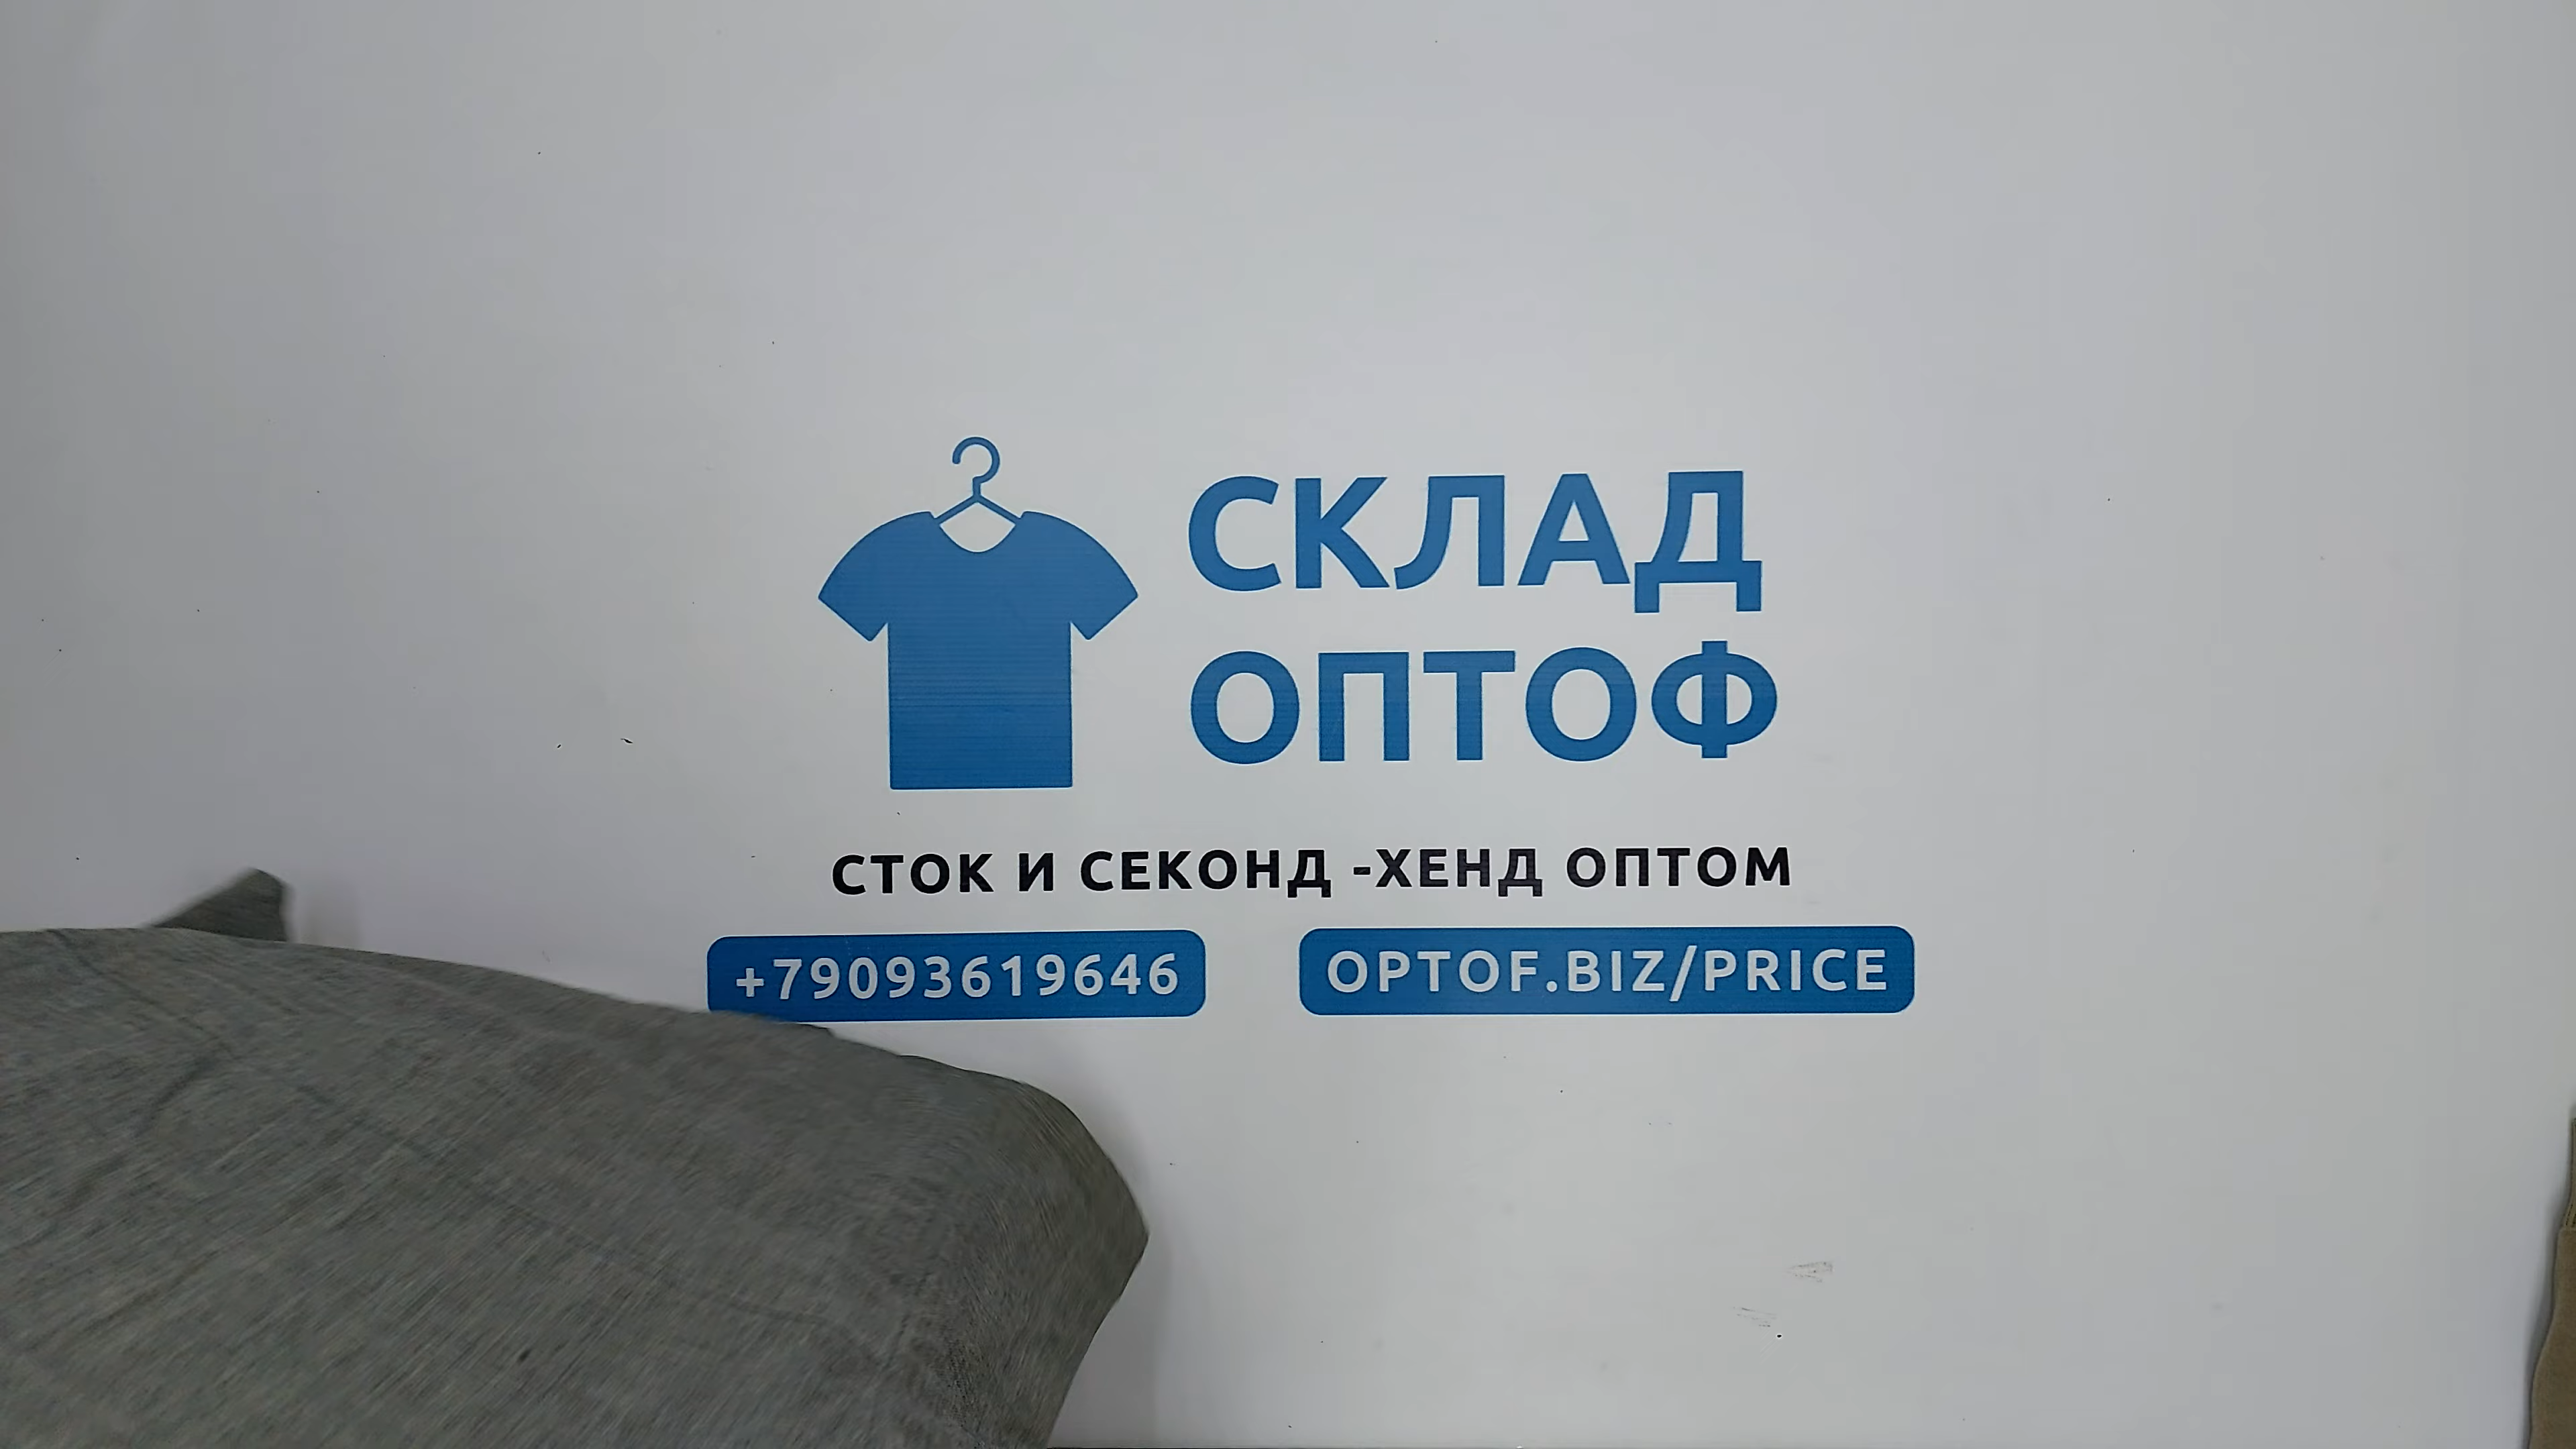 СКЛАД
ОПТОФ
СТОК И СЕКОНД -ХЕНД ОПТОМ
+79093619646
OPTOF.BIZ/PRICE